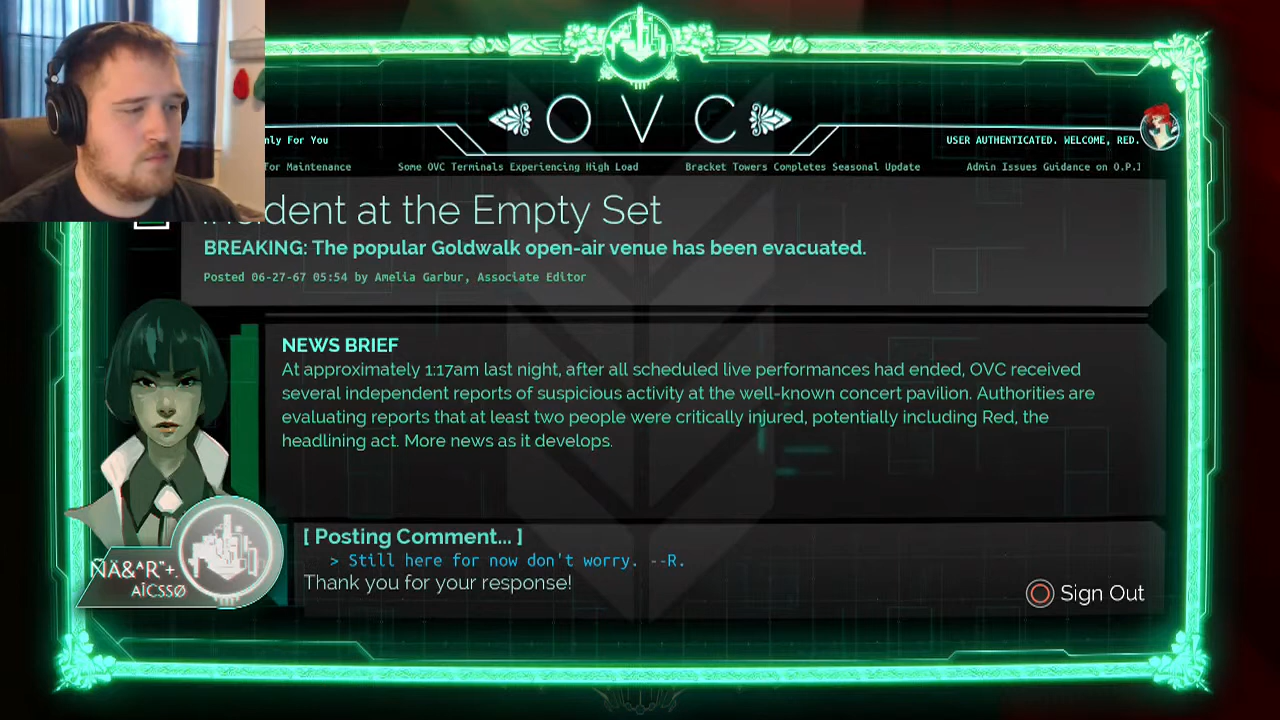 OVC
nly For You
USER AUTHENTICATED. WELCOME, RED.
for Maintenance Some OVC Terminals Experiencing High Load Bracket Towers Completes Seasonal Update Admin Issues Guidance on O.P.]
Incident at the Empty Set
BREAKING: The popular Goldwalk open-air venue has been evacuated.
Posted 06-27-67 05:54 by Amelia Garbur, Associate Editor
NEWS BRIEF
At approximately 1:17am last night, after all scheduled live performances had ended, OVC received
several independent reports of suspicious activity at the well-known concert pavilion. Authorities are
evaluating reports that at least two people were critically injured, potentially including Red, the
headlining act. More news as it develops.
[ Posting Comment... ]
> Still here for now don't worry. --R.
Thank you for your response!
Sign Out
ÑÄ&^R"+.
AÎCSSØ